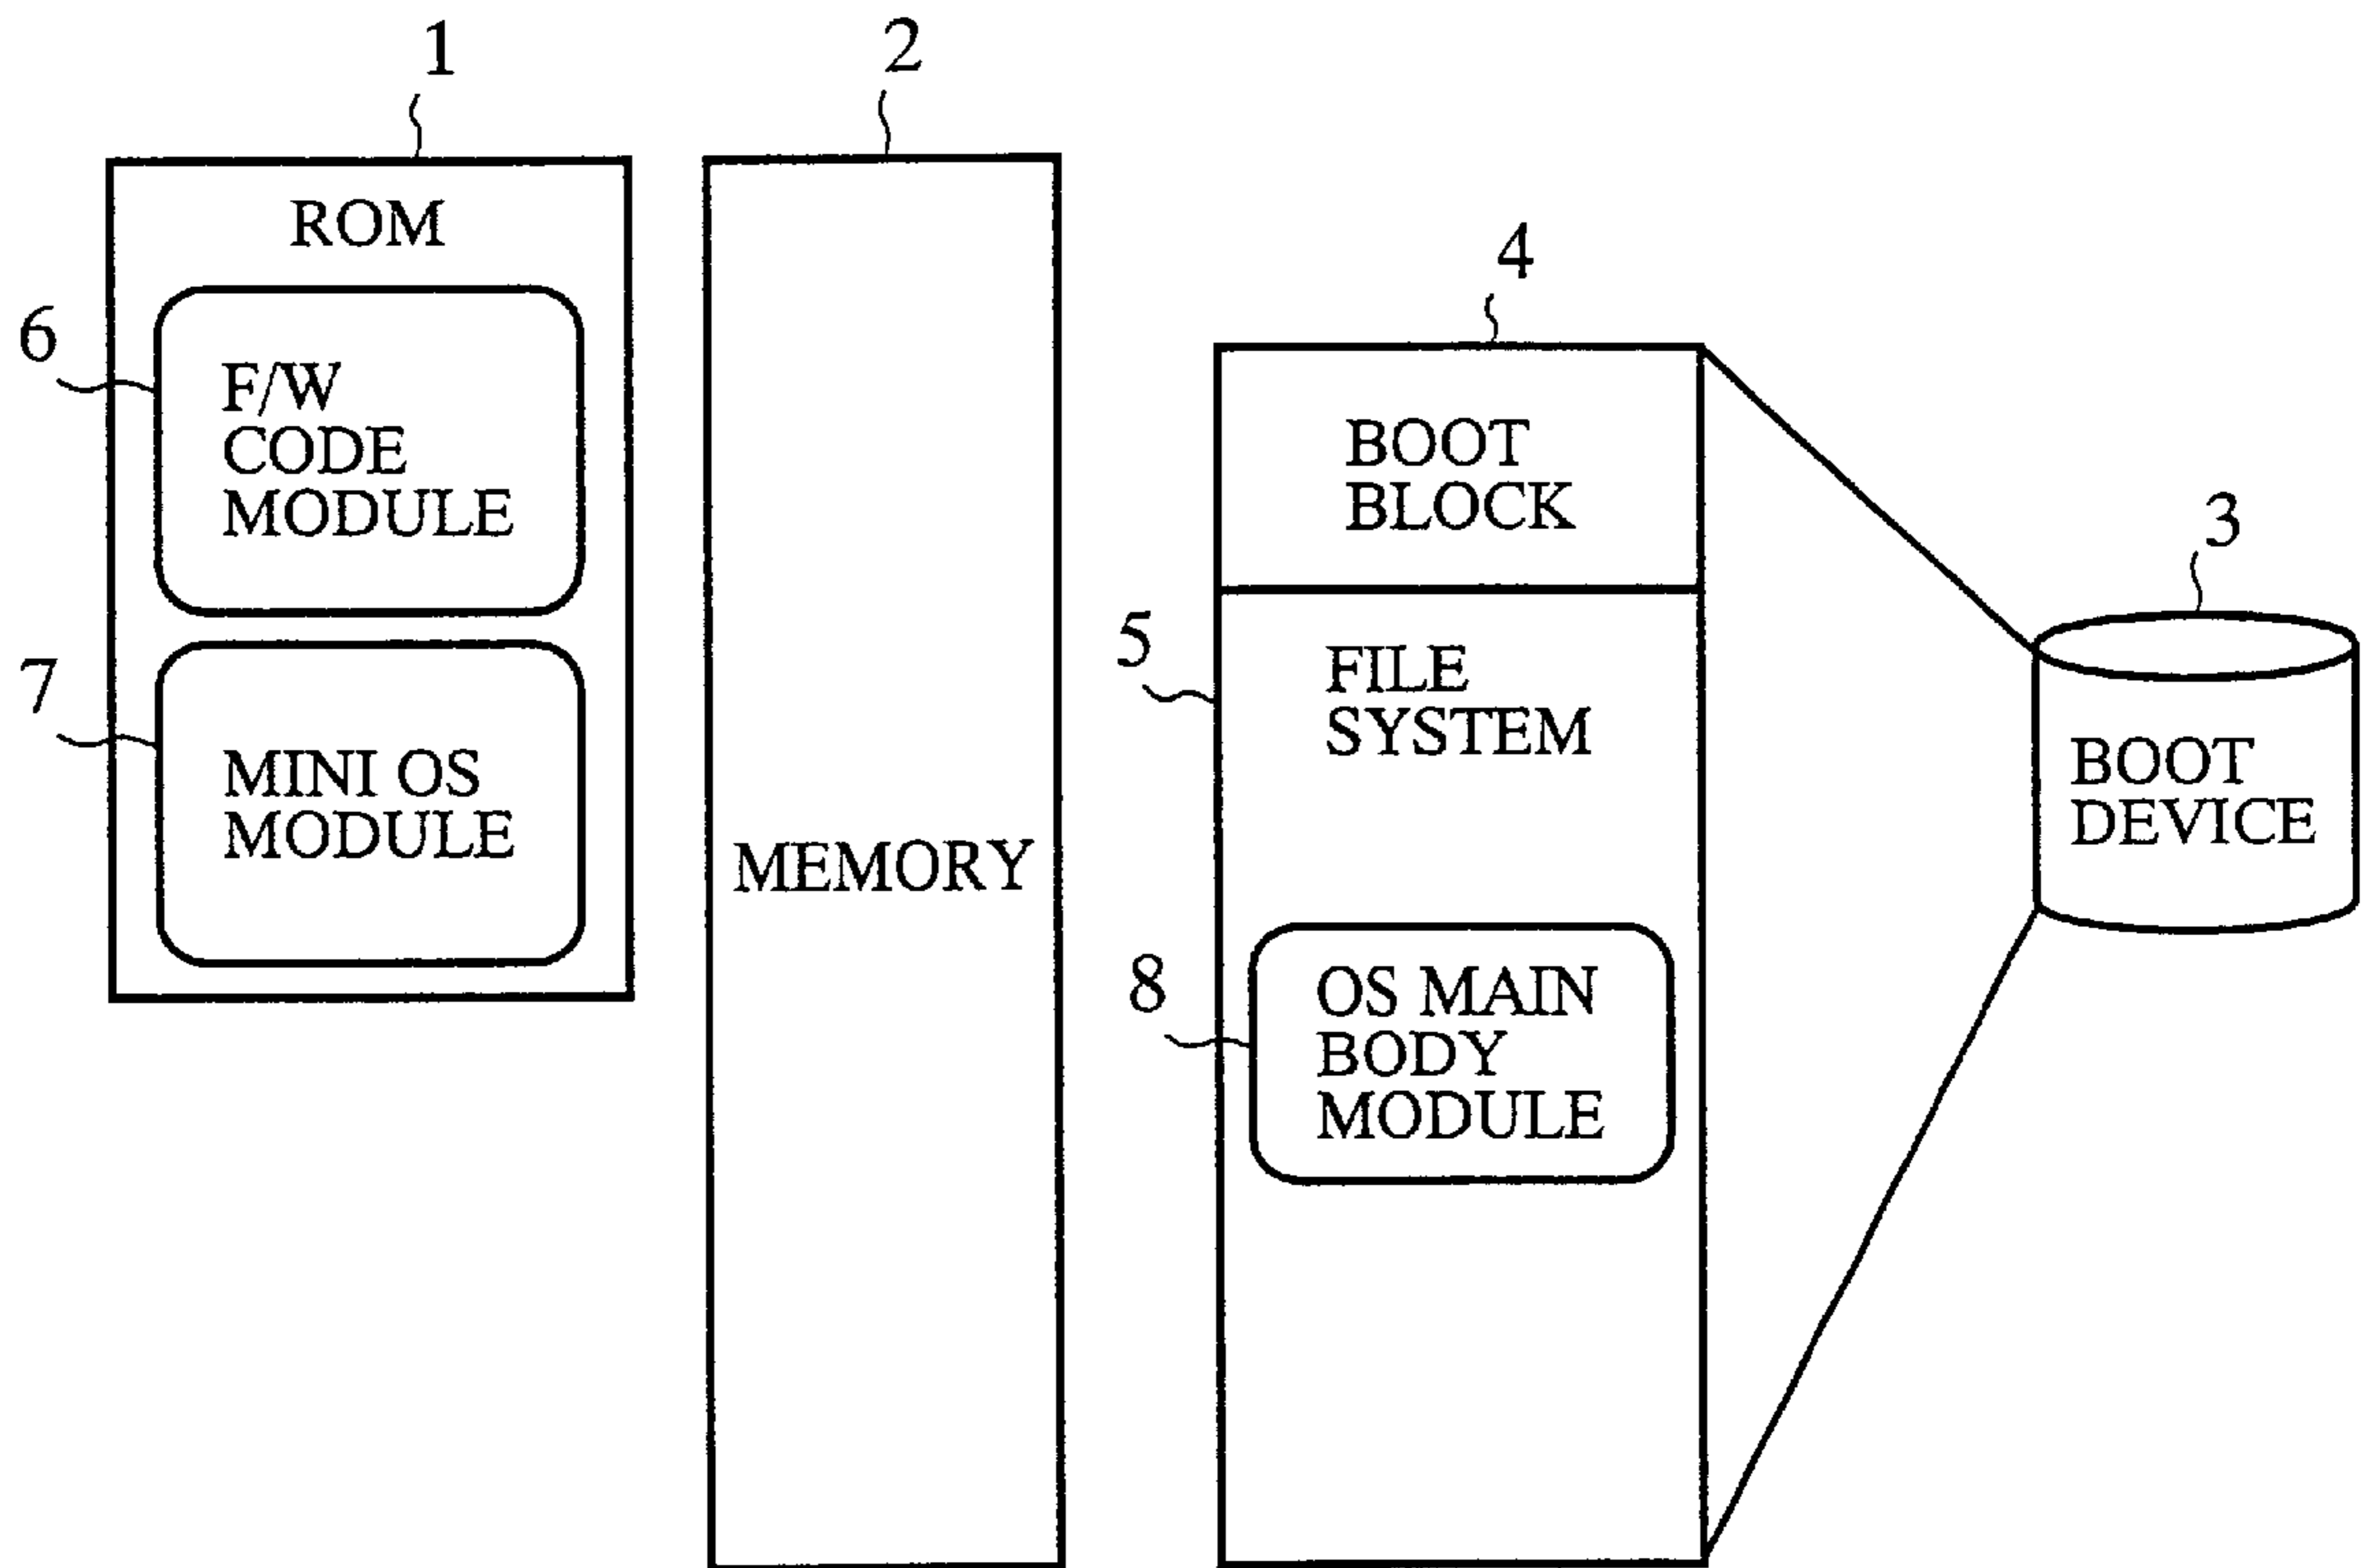 1
ROM
6
F/W
CODE
MODULE
7
MINI OS
MODULE
2
MEMORY
4
BOOT
BLOCK
5
FILE
SYSTEM
8
OS MAIN
BODY
MODULE
3
BOOT
DEVICE